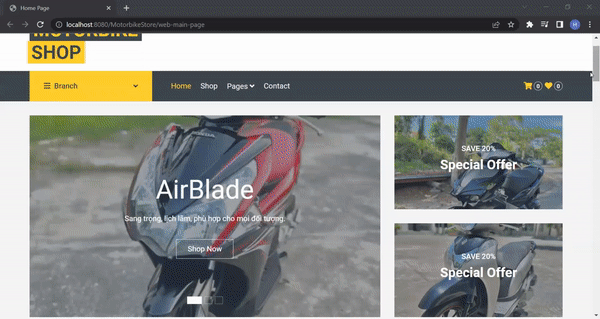 Home Page
localhost:8080/MotorbikeStore/web-main-page
H
MOTORBIKE
SHOP
Branch
Home
Shop
Pages
Contact
0
0
AirBlade
Sang trọng, lịch lãm, phù hợp cho mọi đối tượng.
Shop Now
SAVE 20%
Special Offer
SAVE 20%
Special Offer